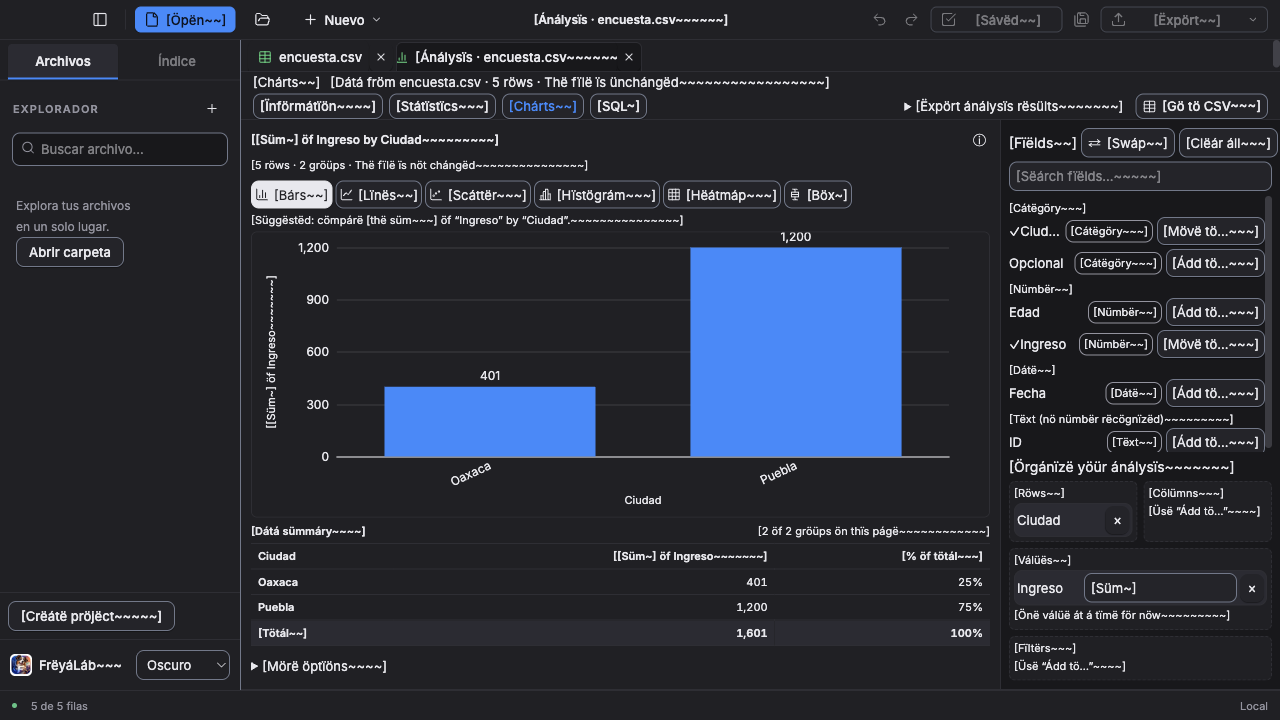 [Öpën~~]
Nuevo
[Ánálysïs · encuesta.csv~~~~~~]
[Sávëd~~]
[Ëxpört~~]
Archivos
Índice
EXPLORADOR
Buscar archivo...
Explora tus archivos
en un solo lugar.
Abrir carpeta
[Crëátë pröjëct~~~~~]
FrëyáLáb~~~
Oscuro
encuesta.csv ×
[Ánálysïs · encuesta.csv~~~~~~ ×
[Chárts~~] [Dátá fröm encuesta.csv · 5 röws · Thë fïlë ïs ünchángëd~~~~~~~~~~~~~~~~]
[Ïnförmátïön~~~~] [Státïstïcs~~~] [Chárts~~] [SQL~]
[Ëxpört ánálysïs rësülts~~~~~~~] [Gö tö CSV~~~]
[[Süm~] öf Ingreso by Ciudad~~~~~~~~~]
[5 röws · 2 gröüps · Thë fïlë ïs nöt chángëd~~~~~~~~~~~~~~]
[Bárs~~] [Lïnës~~] [Scáttër~~~] [Hïstögrám~~~] [Hëátmáp~~~] [Böx~]
[Süggëstëd: cömpárë [thë süm~~~] öf “Ingreso” by “Ciudad”.~~~~~~~~~~~~~~]
1,200
1,200
900
600
300
0
401
[[Süm~] öf Ingreso~~~~~~~]
Oaxaca
Puebla
Ciudad
[Dátá sümmáry~~~~]
[2 öf 2 gröüps ön thïs págë~~~~~~~~~~~]
Ciudad [[Süm~] öf Ingreso~~~~~~~] [% öf tötál~~~]
Oaxaca 401 25%
Puebla 1,200 75%
[Tötál~~] 1,601 100%
[Mörë öptïöns~~~~]
[Fïëlds~~] [Swáp~~] [Clëár áll~~~]
[Sëárch fïëlds...~~~~~]
[Cátëgöry~~~]
Ciud... [Cátëgöry~~~] [Mövë tö...~~~]
Opcional [Cátëgöry~~~] [Ádd tö...~~~]
[Nümbër~~]
Edad [Nümbër~~] [Ádd tö...~~~]
Ingreso [Nümbër~~] [Mövë tö...~~~]
[Dátë~~]
Fecha [Dátë~~] [Ádd tö...~~~]
[Tëxt (nö nümbër rëcögnïzëd)~~~~~~~~~]
ID [Tëxt~~] [Ádd tö...~~~]
[Örgánïzë yöür ánálysïs~~~~~~~]
[Röws~~]
Ciudad ×
[Cölümns~~~]
[Üsë “Ádd tö...”~~~~]
[Válüës~~]
Ingreso [Süm~] ×
[Önë válüë át á tïmë för nöw~~~~~~~~~]
[Fïltërs~~~]
[Üsë “Ádd tö...”~~~~]
5 de 5 filas
Local